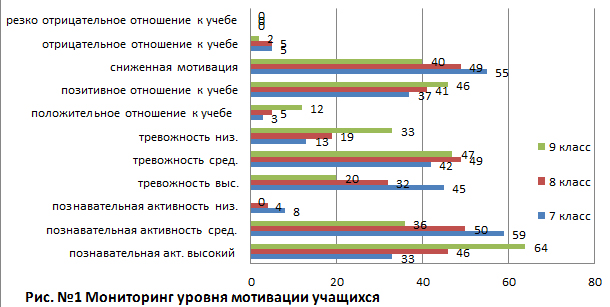 резко отрицательное отношение к учебе 0 0 0
отрицательное отношение к учебе 2 5 5
сниженная мотивация 40 49 55
позитивное отношение к учебе 46 41 37
положительное отношение к учебе 12 5 3
тревожность низ. 33 19 13
тревожность сред. 47 49 42
тревожность выс. 20 32 45
познавательная активность низ. 0 4 8
познавательная активность сред. 36 50 59
познавательная акт. высокий 64 46 33
9 класс
8 класс
7 класс
0 20 40 60 80
Рис. №1 Мониторинг уровня мотивации учащихся